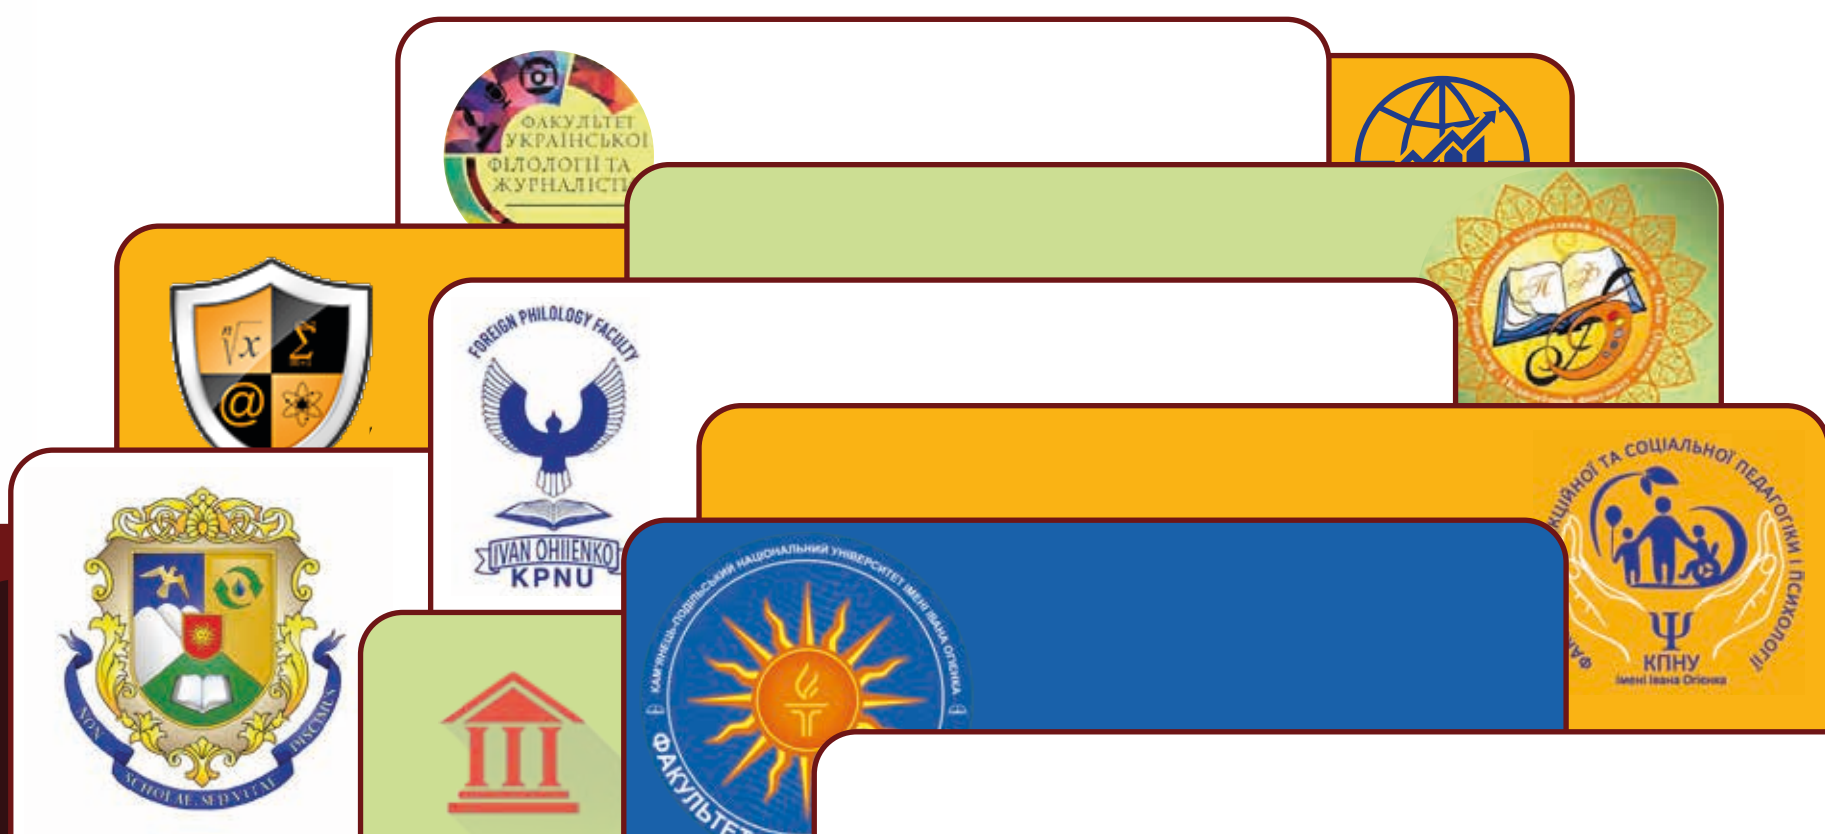 ФАКУЛЬТЕТ
УКРАЇНСЬКОЇ
ФІЛОЛОГІЇ ТА
ЖУРНАЛІСТИ
n√x Σ
@
FOREIGN PHILOLOGY FACULTY
IVAN OHIIENKO
KPNU
П Ф
КЦІЙНОЇ ТА СОЦІАЛЬНОЇ ПЕДАГОГІКИ І ПСИХОЛОГІЇ
Ψ
КПНУ
імені Івана Огієнка
КАМ'ЯНЕЦЬ-ПОДІЛЬСЬКИЙ НАЦІОНАЛЬНИЙ УНІВЕРСИТЕТ ІМЕНІ ІВАНА ОГІЄНКА
ФАКУЛЬТЕТ
NON SCHOLAE, SED VITAE DISCIMUS